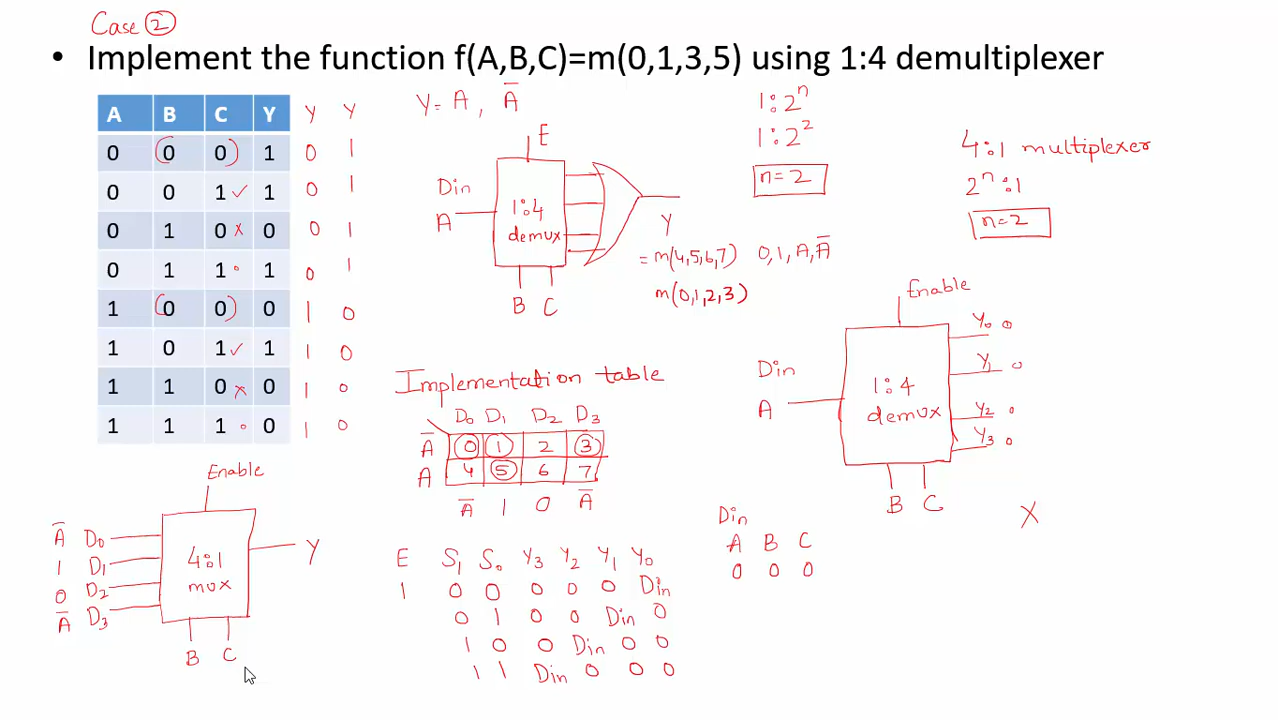 Case ②
• Implement the function f(A,B,C)=m(0,1,3,5) using 1:4 demultiplexer
A B C Y Y Y
0 (0 0) 1 0 1
0 0 1 ✓ 1 0 1
0 1 0 x 0 0 1
0 1 1 . 1 0 1
1 (0 0) 0 1 0
1 0 1 ✓ 1 1 0
1 1 0 x 0 1 0
1 1 1 . 0 1 0
Y = A , A̅
E
Din
A
1:4
demux
B C
Y
= m(4,5,6,7) 0,1,A,A̅
m(0,1,2,3)
1:2ⁿ
1:2²
n=2
4:1 multiplexer
2ⁿ:1
n=2
Enable
Din
A
1:4
demux
Y₀ 0
Y₁ 0
Y₂ 0
Y₃ 0
B C
X
Implementation table
D₀ D₁ D₂ D₃
A̅ ⓪ ① 2 ③
A 4 ⑤ 6 7
A̅ 1 0 A̅
Enable
A̅ D₀
1 D₁
0 D₂
A̅ D₃
4:1
mux
Y
B C
E S₁ S₀ Y₃ Y₂ Y₁ Y₀
1 0 0 0 0 0 Din
0 1 0 0 Din 0
1 0 0 Din 0 0
1 1 Din 0 0 0
Din
A B C
0 0 0